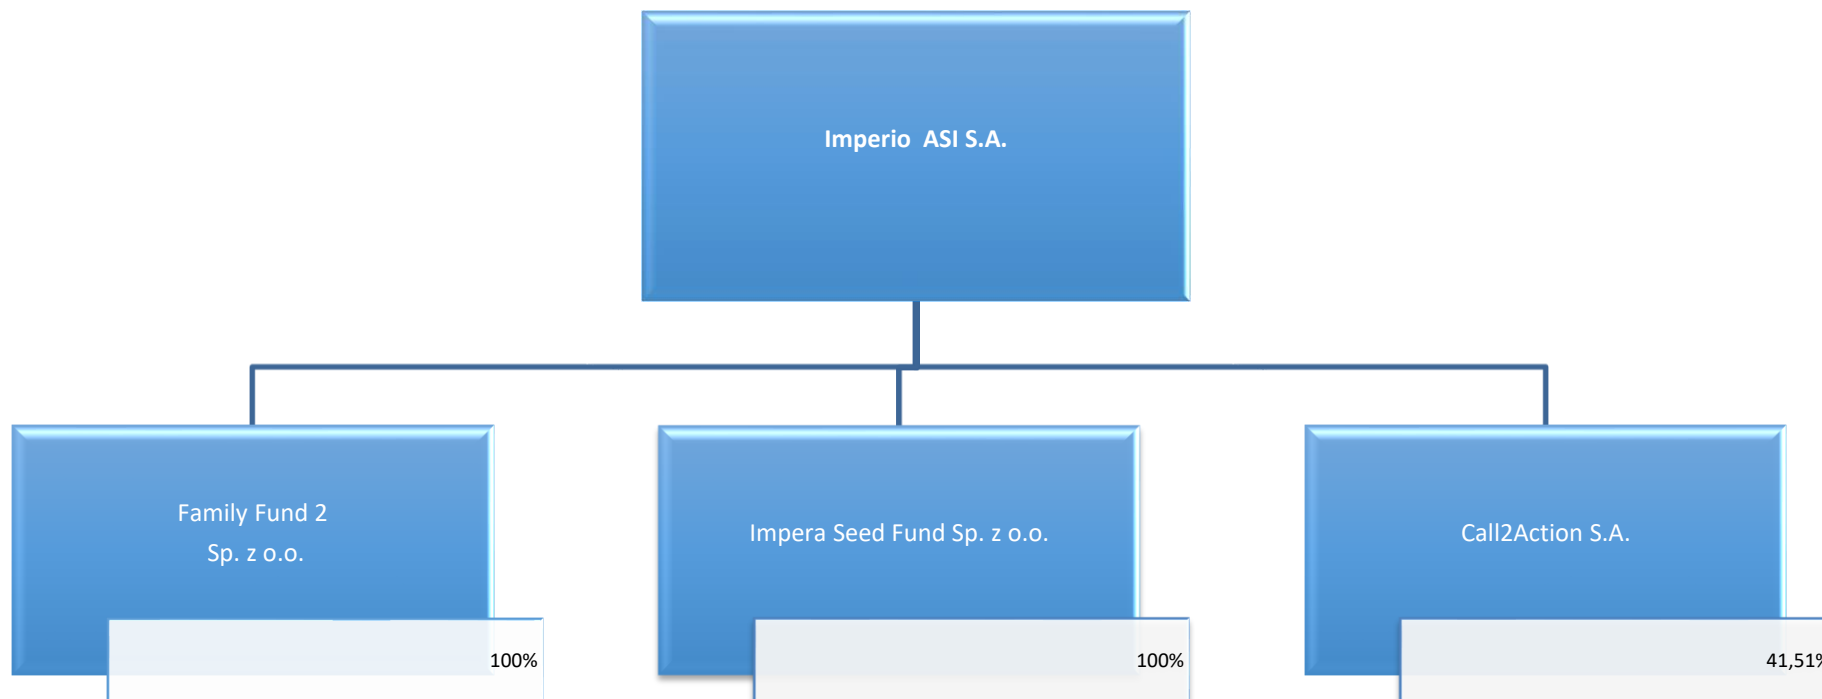 Imperio ASI S.A.
Family Fund 2
Sp. z o.o.
Impera Seed Fund Sp. z o.o.
Call2Action S.A.
100%
100%
41,51%